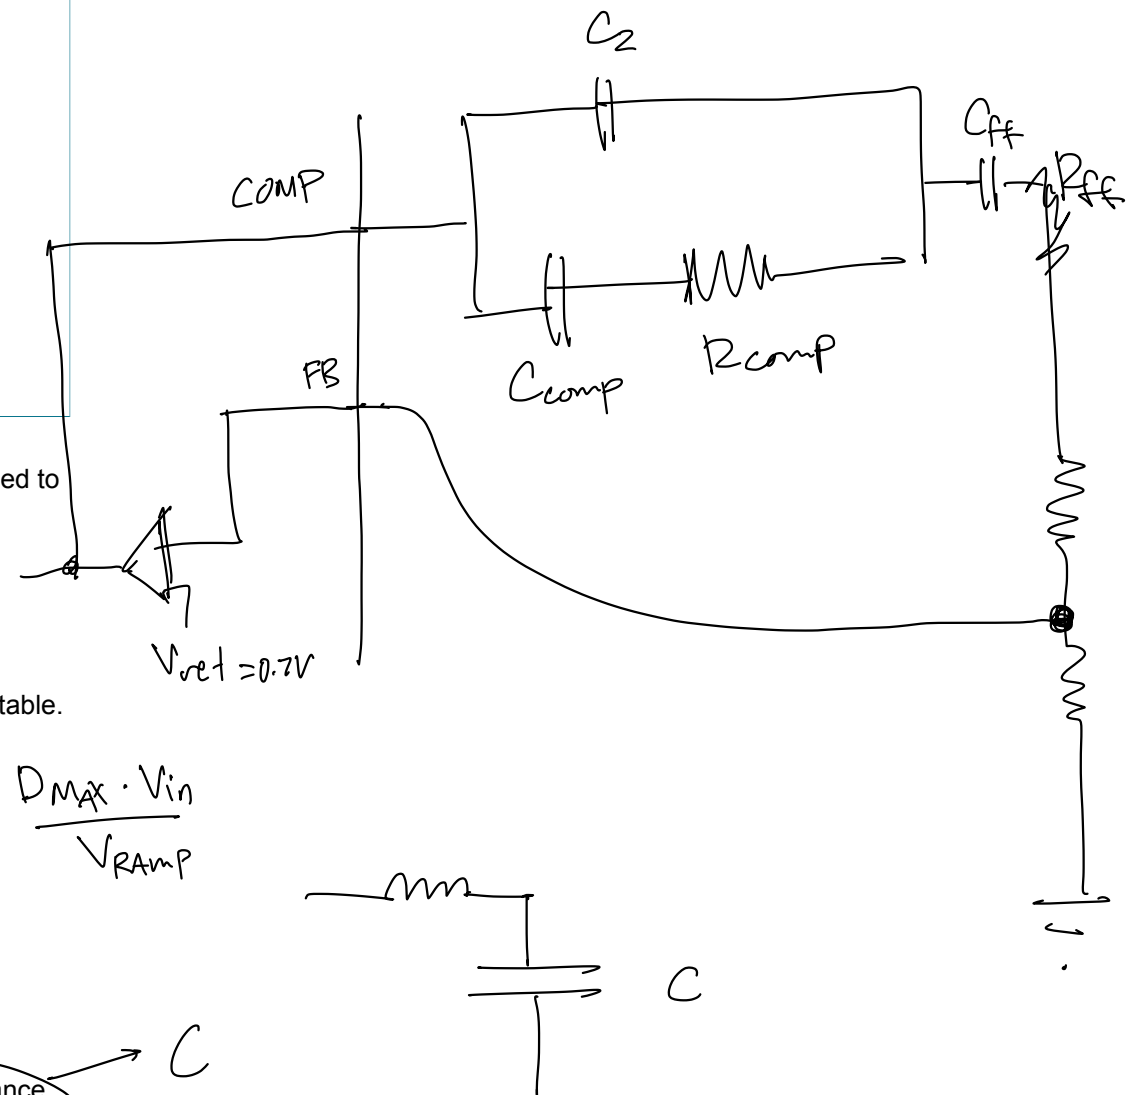 C2
Cff
Rff
COMP
FB
Ccomp
Rcomp
ed to
Vref =0.7V
table.
DMAX · Vin
VRAMP
C
C
nce